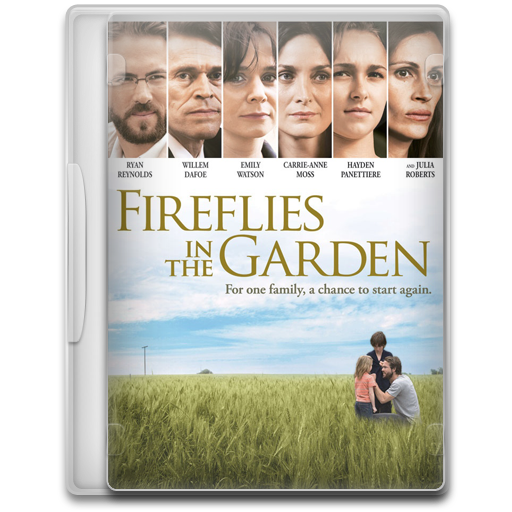 RYAN REYNOLDS
WILLEM DAFOE
EMILY WATSON
CARRIE-ANNE MOSS
HAYDEN PANETTIERE
AND JULIA ROBERTS
FIREFLIES
IN
THE GARDEN
For one family, a chance to start again.